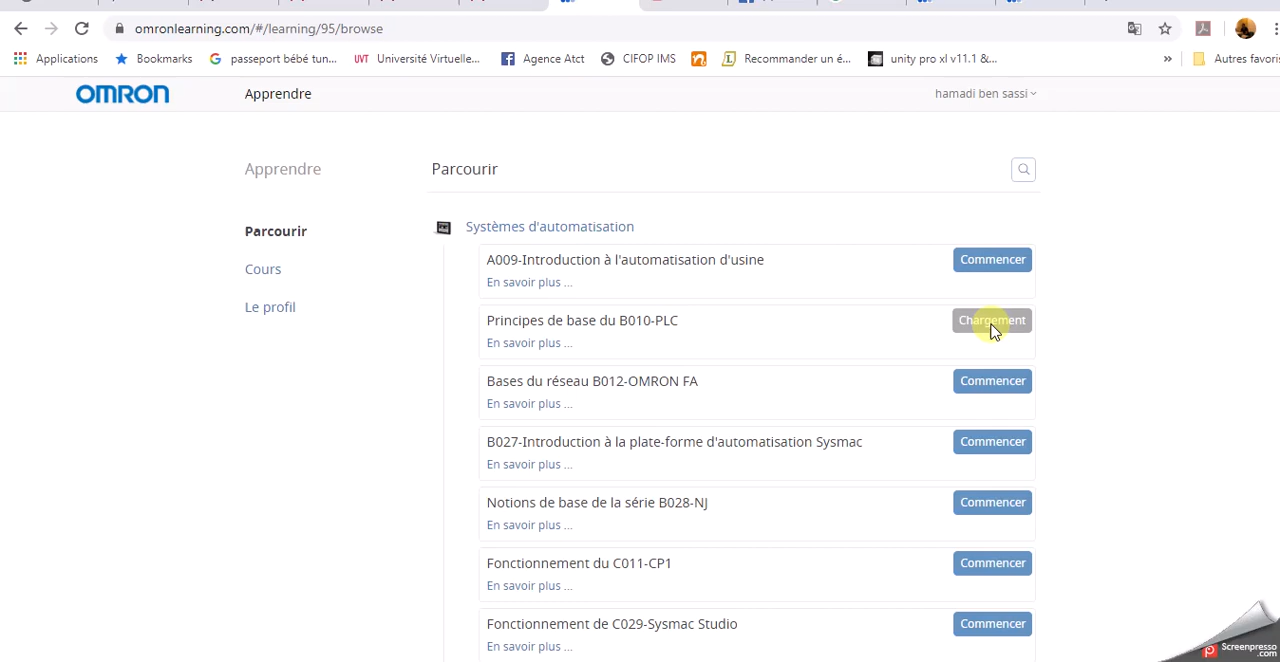 omronlearning.com/#/learning/95/browse
Applications Bookmarks passeport bébé tun... UVT Université Virtuelle... Agence Atct CIFOP IMS Recommander un é... unity pro xl v11.1 &... » Autres favoris
OMRON Apprendre hamadi ben sassi
Apprendre Parcourir
Parcourir
Cours
Le profil
Systèmes d'automatisation
A009-Introduction à l'automatisation d'usine Commencer
En savoir plus ...
Principes de base du B010-PLC Chargement
En savoir plus ...
Bases du réseau B012-OMRON FA Commencer
En savoir plus ...
B027-Introduction à la plate-forme d'automatisation Sysmac Commencer
En savoir plus ...
Notions de base de la série B028-NJ Commencer
En savoir plus ...
Fonctionnement du C011-CP1 Commencer
En savoir plus ...
Fonctionnement de C029-Sysmac Studio Commencer
En savoir plus ...
Screenpresso
.com